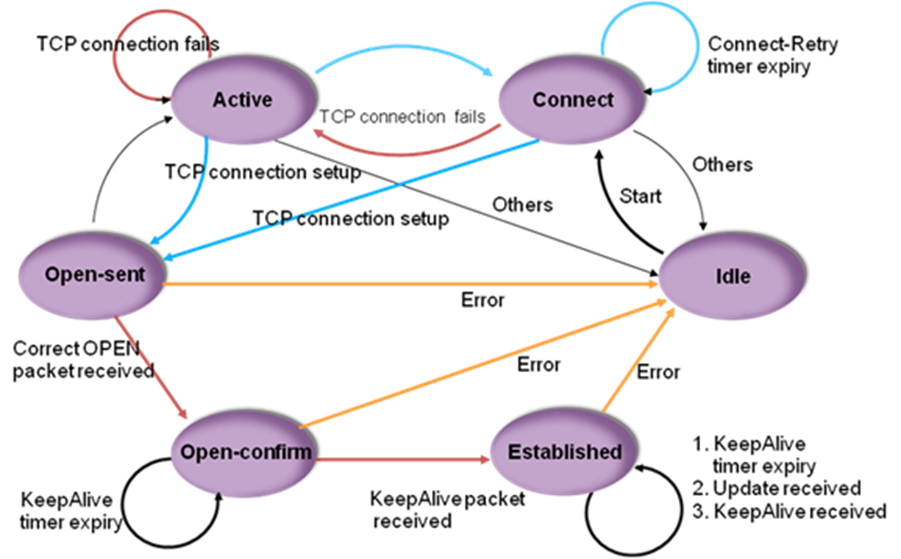 TCP connection fails
Connect-Retry
timer expiry
Active
Connect
TCP connection fails
Others
TCP connection setup
Start
Others
TCP connection setup
Open-sent
Idle
Error
Correct OPEN
packet received
Error
Error
Open-confirm
Established
1. KeepAlive
timer expiry
2. Update received
3. KeepAlive received
KeepAlive
timer expiry
KeepAlive packet
received